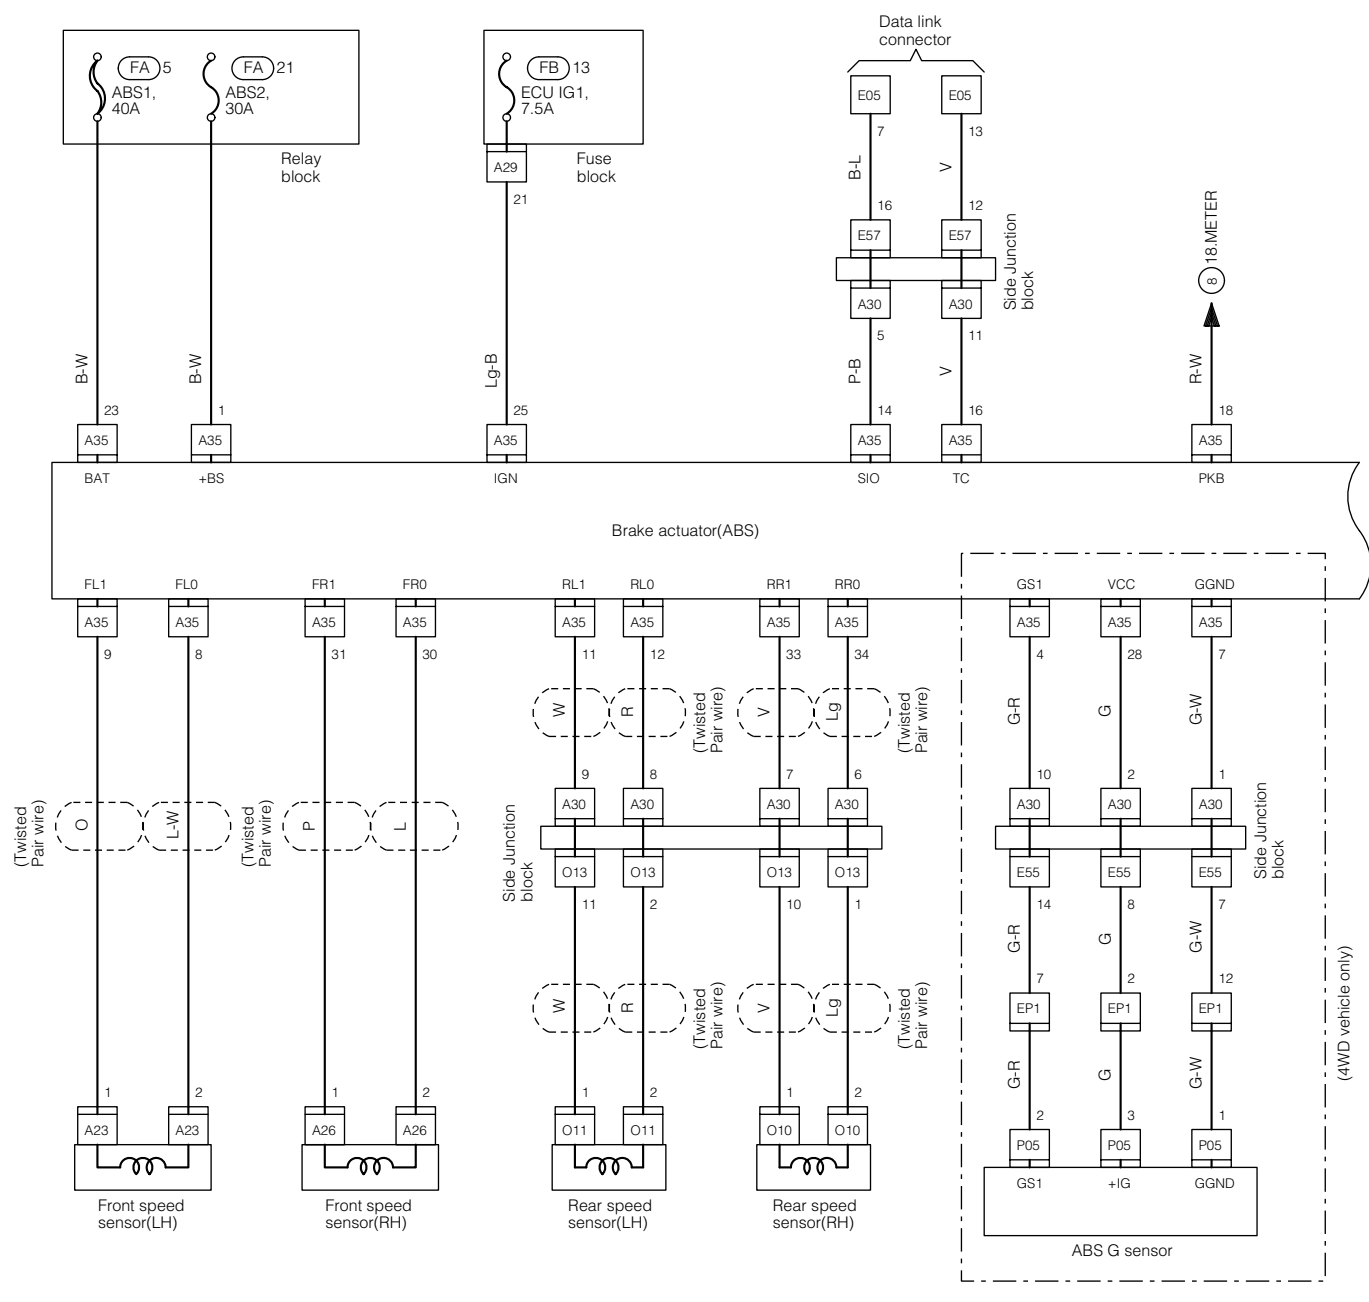 Data link
connector
FA 5
ABS1,
40A
FA 21
ABS2,
30A
FB 13
ECU IG1,
7.5A
E05 E05
7 13
Relay
block
A29
Fuse
block
21
B-L V
16 12
E57 E57
Side Junction
block
8 18.METER
A30 A30
5 11
B-W B-W Lg-B P-B V R-W
23 1 25 14 16 18
A35 A35 A35 A35 A35 A35
BAT +BS IGN SIO TC PKB
Brake actuator(ABS)
FL1 FL0 FR1 FR0 RL1 RL0 RR1 RR0 GS1 VCC GGND
A35 A35 A35 A35 A35 A35 A35 A35 A35 A35 A35
9 8 31 30 11 12 33 34 4 28 7
W R
(Twisted
Pair wire)
V Lg
(Twisted
Pair wire)
G-R G G-W
9 8 7 6 10 2 1
A30 A30 A30 A30 A30 A30 A30
(Twisted
Pair wire)
O L-W
(Twisted
Pair wire)
P L
Side Junction
block
Side Junction
block
O13 O13 O13 O13 E55 E55 E55
11 2 10 1 14 8 7
G-R G G-W
7 2 12
W R
(Twisted
Pair wire)
V Lg
(Twisted
Pair wire)
EP1 EP1 EP1
(4WD vehicle only)
G-R G G-W
1 2 1 2 1 2 1 2 2 3 1
A23 A23 A26 A26 O11 O11 O10 O10 P05 P05 P05
GS1 +IG GGND
Front speed
sensor(LH)
Front speed
sensor(RH)
Rear speed
sensor(LH)
Rear speed
sensor(RH)
ABS G sensor